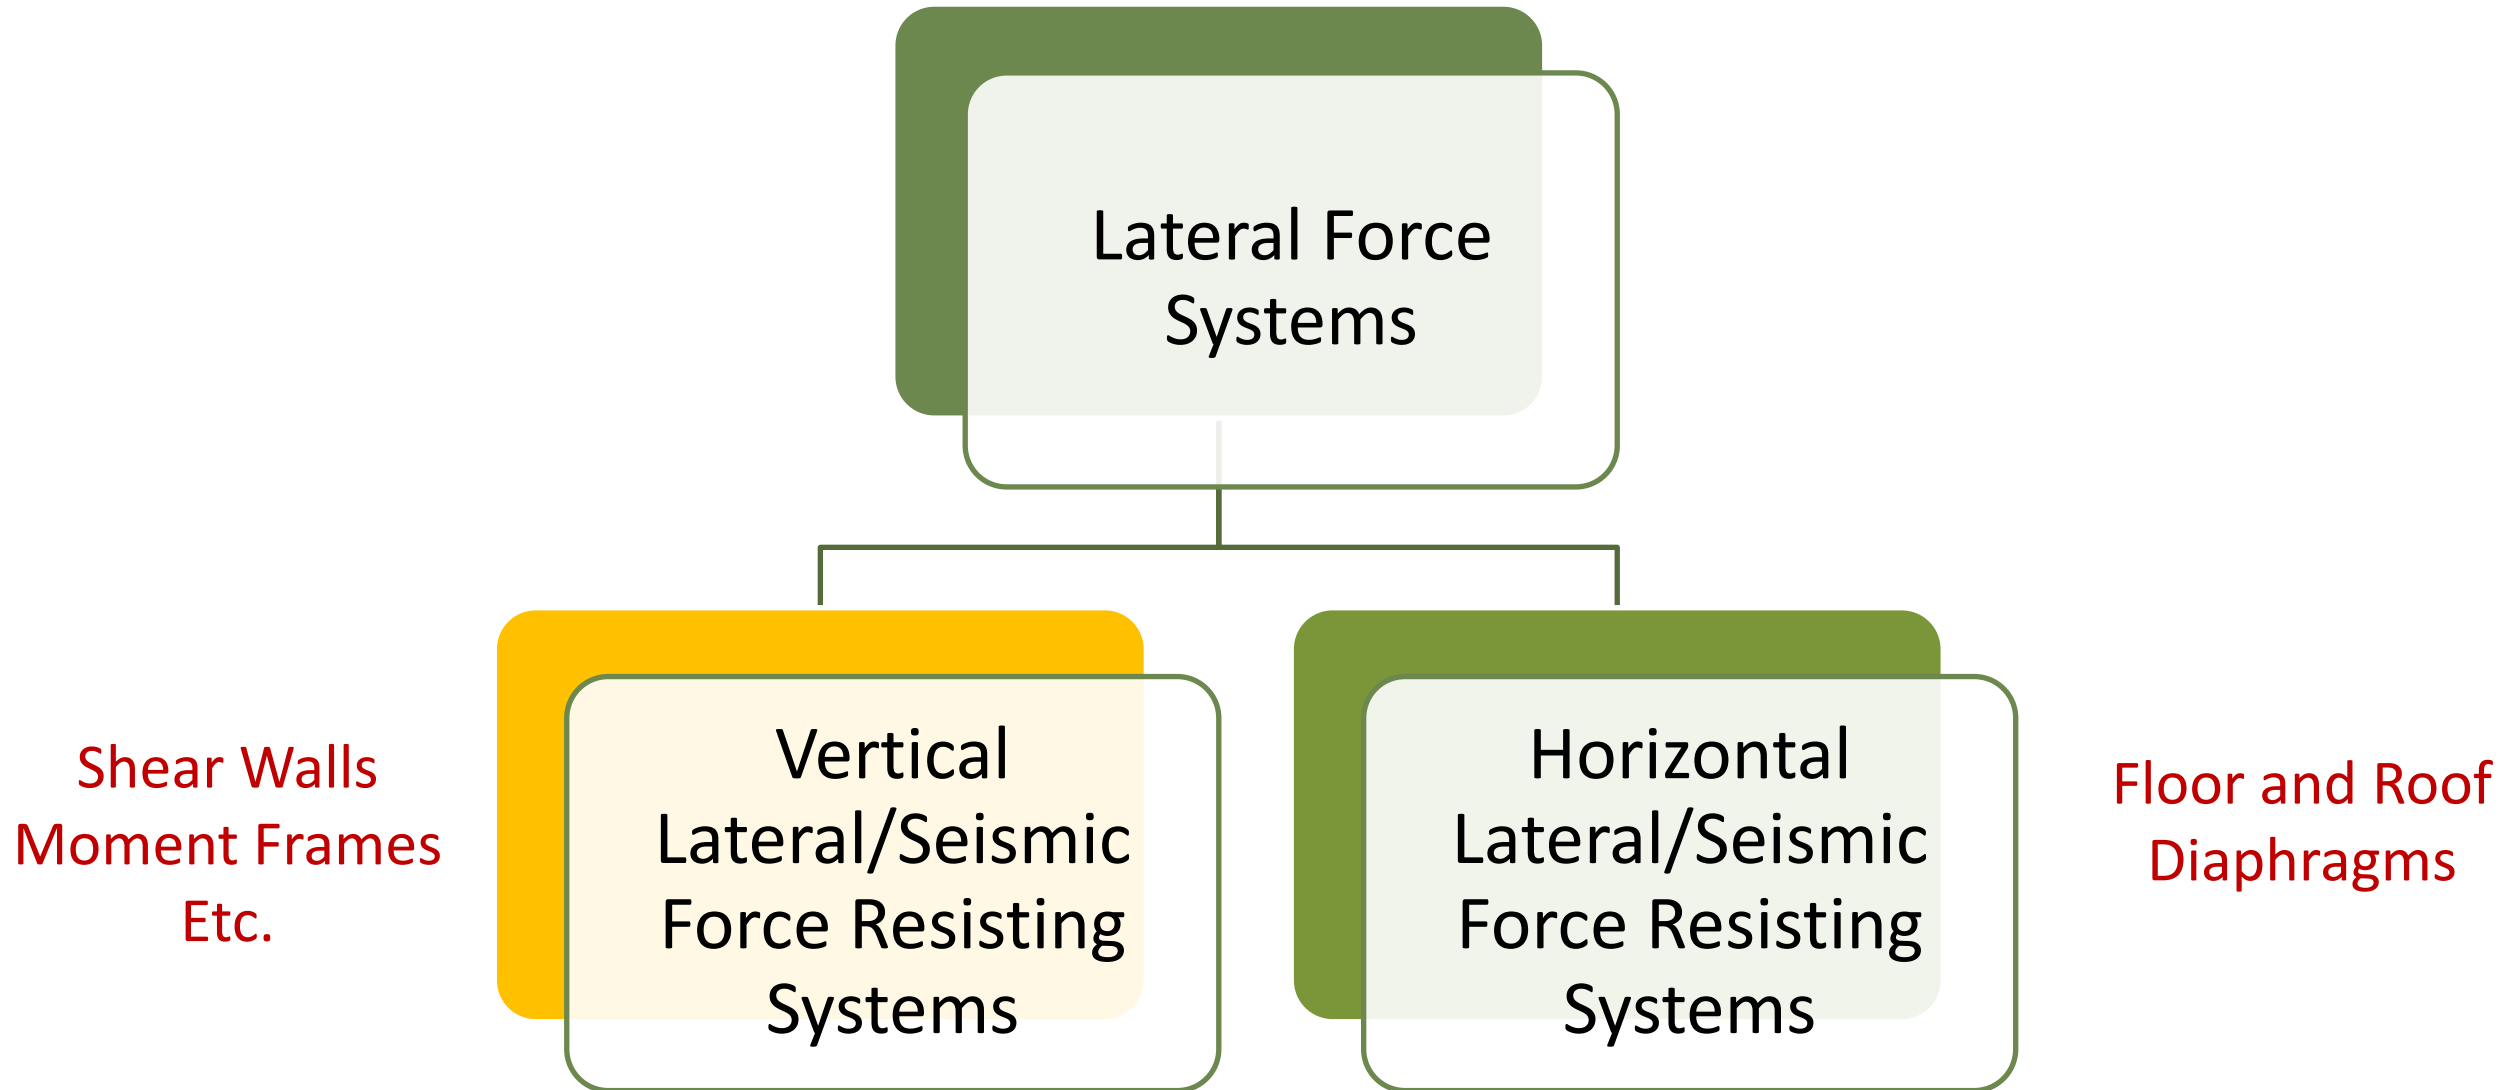 Lateral Force
Systems
Vertical
Lateral/Seismic
Force Resisting
Systems
Horizontal
Lateral/Seismic
Force Resisting
Systems
Shear Walls
Moment Frames
Etc.
Floor and Roof
Diaphragms